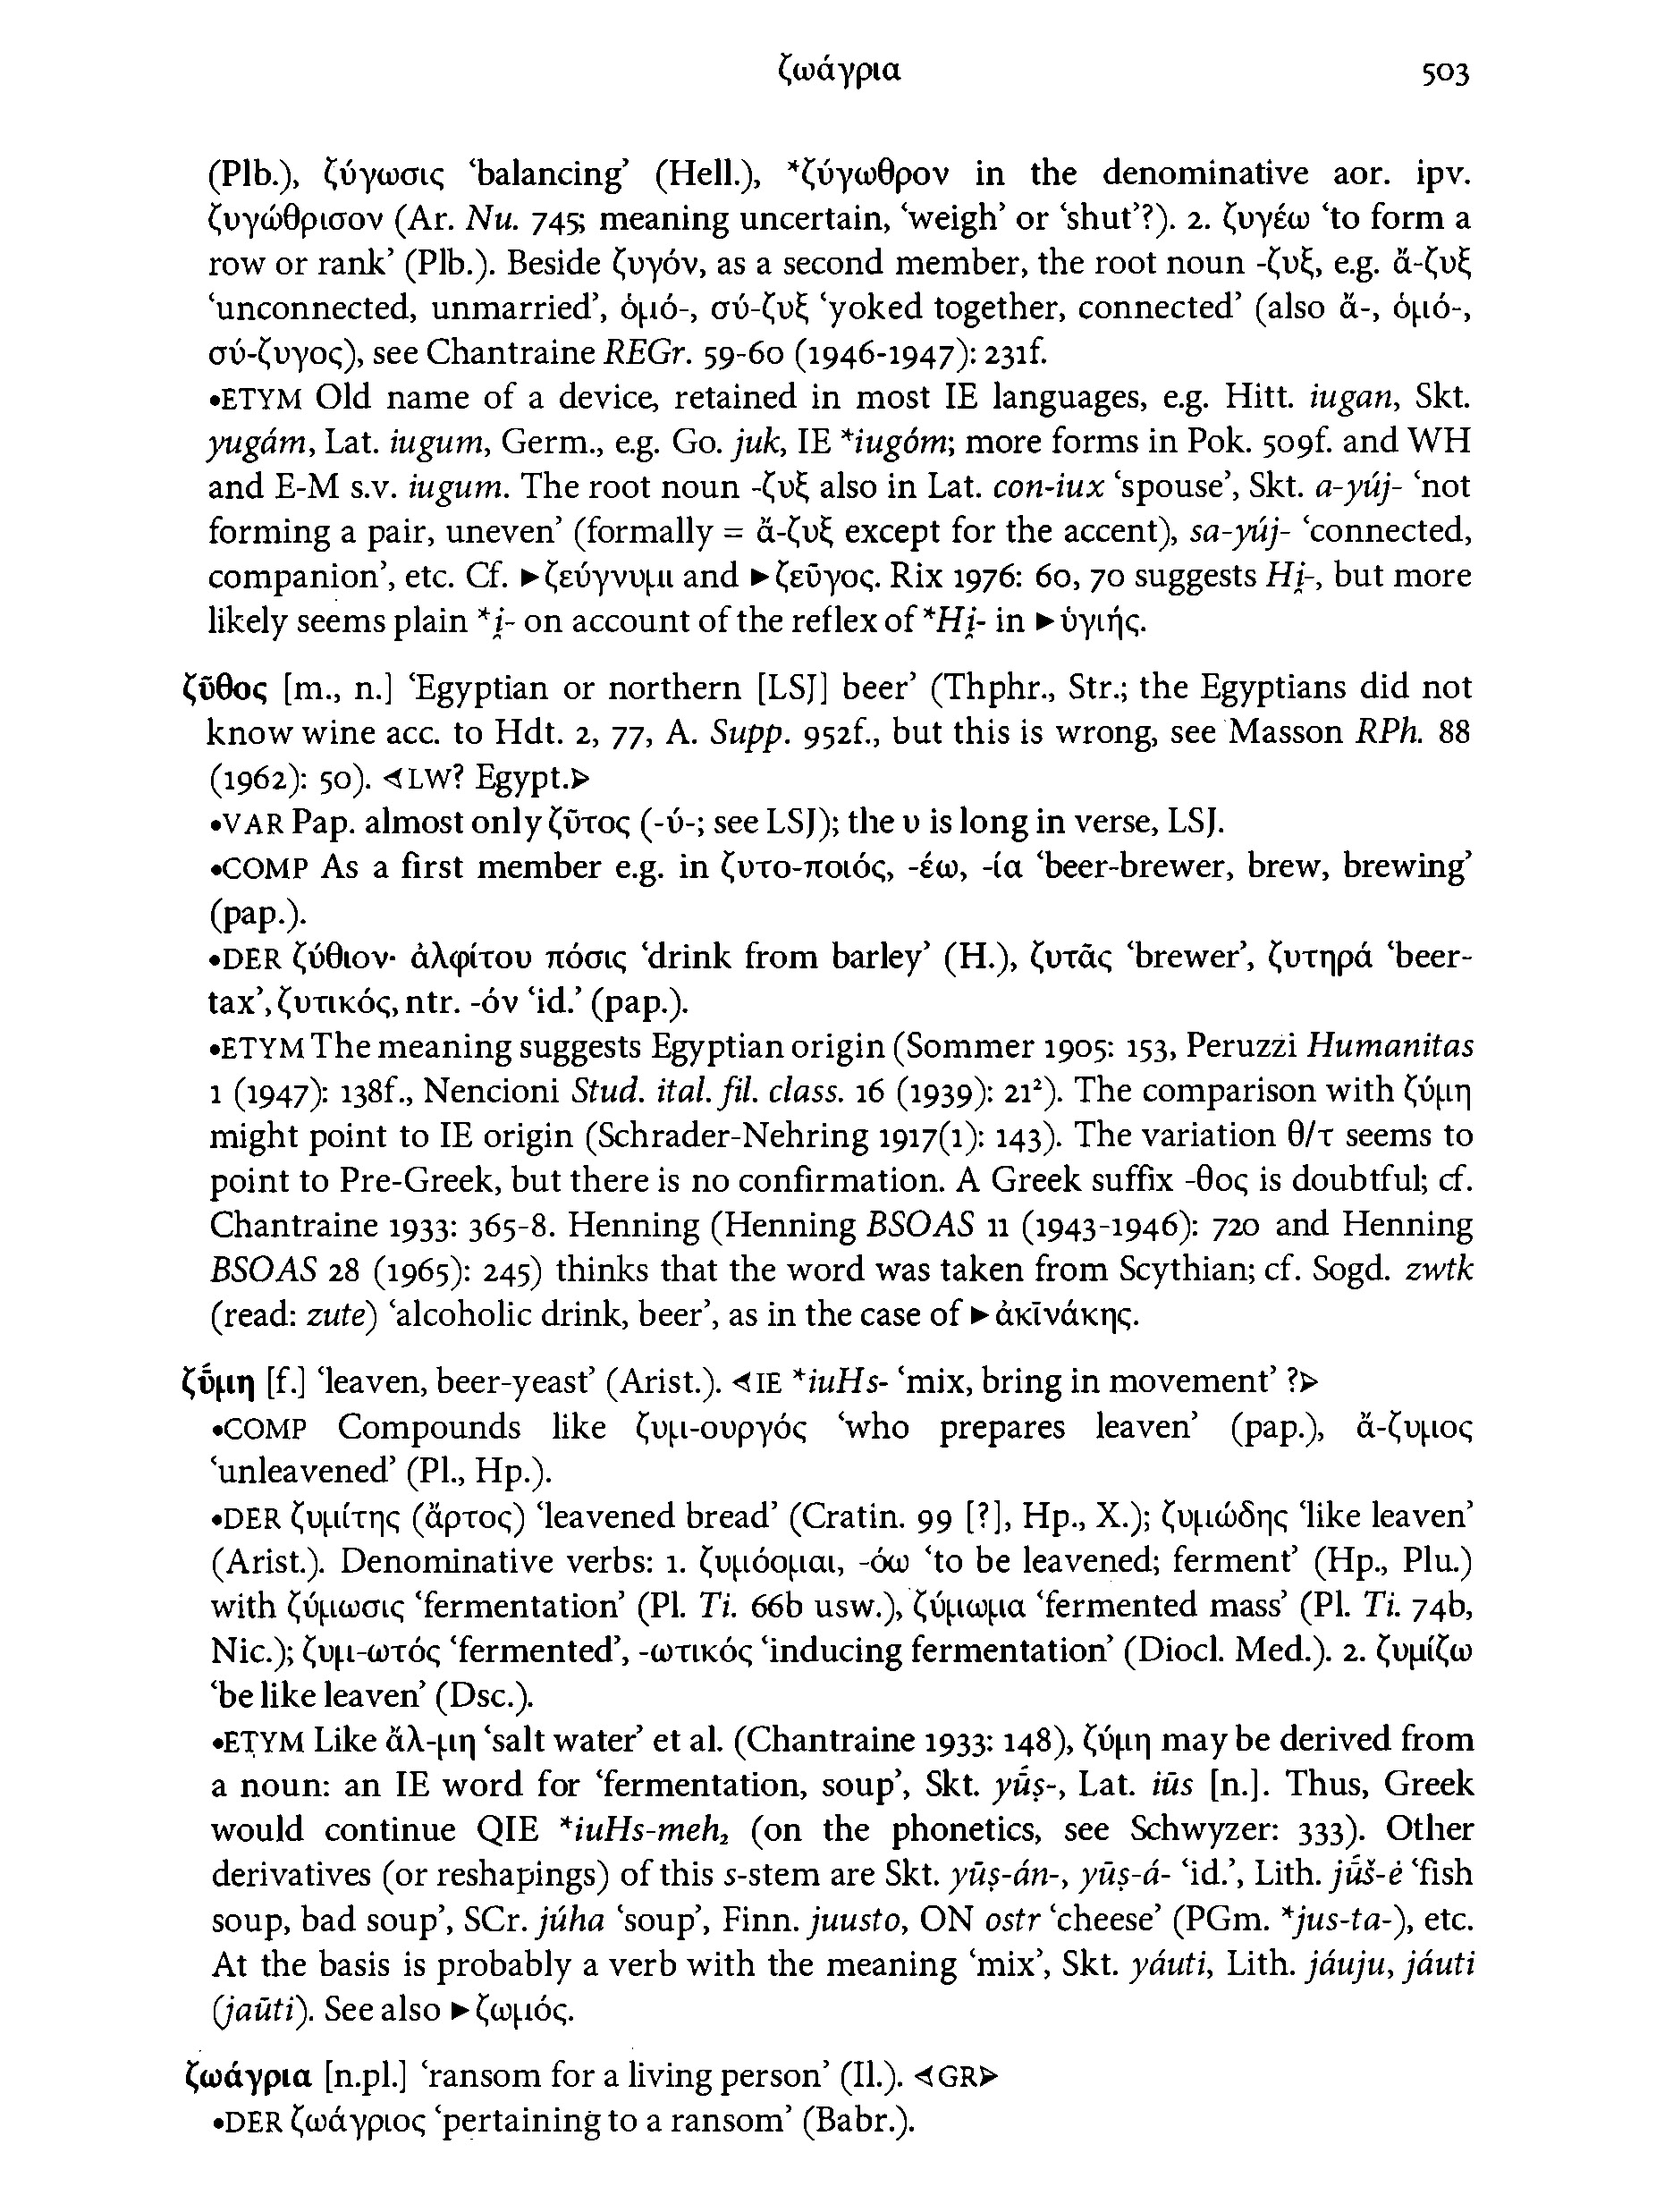 ζωάγρια 503
(Plb.), ζύγωσις ‘balancing’ (Hell.), *ζύγωθρον in the denominative aor. ipv.
ζυγώθρισον (Ar. Nu. 745; meaning uncertain, ‘weigh’ or ‘shut’?). 2. ζυγέω ‘to form a
row or rank’ (Plb.). Beside ζυγόν, as a second member, the root noun -ζυξ, e.g. ἄ-ζυξ
‘unconnected, unmarried’, ὁμό-, σύ-ζυξ ‘yoked together, connected’ (also ἄ-, ὁμό-,
σύ-ζυγος), see Chantraine REGr. 59-60 (1946-1947): 231f.
•ETYM Old name of a device, retained in most IE languages, e.g. Hitt. iugan, Skt.
yugám, Lat. iugum, Germ., e.g. Go. juk, IE *iugóm; more forms in Pok. 509f. and WH
and E-M s.v. iugum. The root noun -ζυξ also in Lat. con-iux ‘spouse’, Skt. a-yúj- ‘not
forming a pair, uneven’ (formally = ἄ-ζυξ except for the accent), sa-yúj- ‘connected,
companion’, etc. Cf. ►ζεύγνυμι and ►ζεῦγος. Rix 1976: 60, 70 suggests Hi̯-, but more
likely seems plain *i̯- on account of the reflex of *Hi̯- in ►ὑγιής.
ζῦθος [m., n.] ‘Egyptian or northern [LSJ] beer’ (Thphr., Str.; the Egyptians did not
know wine acc. to Hdt. 2, 77, A. Supp. 952f., but this is wrong, see Masson RPh. 88
(1962): 50). ⊲LW? Egypt.⊳
•VAR Pap. almost only ζῦτος (-ύ-; see LSJ); the υ is long in verse, LSJ.
•COMP As a first member e.g. in ζυτο-ποιός, -έω, -ία ‘beer-brewer, brew, brewing’
(pap.).
•DER ζύθιον· ἀλφίτου πόσις ‘drink from barley’ (H.), ζυτᾶς ‘brewer’, ζυτηρά ‘beer-
tax’, ζυτικός, ntr. -όν ‘id.’ (pap.).
•ETYM The meaning suggests Egyptian origin (Sommer 1905: 153, Peruzzi Humanitas
1 (1947): 138f., Nencioni Stud. ital. fil. class. 16 (1939): 21²). The comparison with ζύμη
might point to IE origin (Schrader-Nehring 1917(1): 143). The variation θ/τ seems to
point to Pre-Greek, but there is no confirmation. A Greek suffix -θος is doubtful; cf.
Chantraine 1933: 365-8. Henning (Henning BSOAS 11 (1943-1946): 720 and Henning
BSOAS 28 (1965): 245) thinks that the word was taken from Scythian; cf. Sogd. zwtk
(read: zute) ‘alcoholic drink, beer’, as in the case of ►ἀκῑνάκης.
ζῡ́μη [f.] ‘leaven, beer-yeast’ (Arist.). ⊲IE *iuHs- ‘mix, bring in movement’ ?⊳
•COMP Compounds like ζυμ-ουργός ‘who prepares leaven’ (pap.), ἄ-ζυμος
‘unleavened’ (Pl., Hp.).
•DER ζυμίτης (ἄρτος) ‘leavened bread’ (Cratin. 99 [?], Hp., X.); ζυμώδης ‘like leaven’
(Arist.). Denominative verbs: 1. ζυμόομαι, -όω ‘to be leavened; ferment’ (Hp., Plu.)
with ζύμωσις ‘fermentation’ (Pl. Ti. 66b usw.), ζύμωμα ‘fermented mass’ (Pl. Ti. 74b,
Nic.); ζυμ-ωτός ‘fermented’, -ωτικός ‘inducing fermentation’ (Diocl. Med.). 2. ζυμίζω
‘be like leaven’ (Dsc.).
•ETYM Like ἅλ-μη ‘salt water’ et al. (Chantraine 1933: 148), ζύμη may be derived from
a noun: an IE word for ‘fermentation, soup’, Skt. yū́ṣ-, Lat. iūs [n.]. Thus, Greek
would continue QIE *iuHs-meh₂ (on the phonetics, see Schwyzer: 333). Other
derivatives (or reshapings) of this s-stem are Skt. yūṣ-án-, yūṣ-á- ‘id.’, Lith. jū́š-ė ‘fish
soup, bad soup’, SCr. júha ‘soup’, Finn. juusto, ON ostr ‘cheese’ (PGm. *jus-ta-), etc.
At the basis is probably a verb with the meaning ‘mix’, Skt. yáuti, Lith. jáuju, jáuti
(jaũti). See also ►ζωμός.
ζωάγρια [n.pl.] ‘ransom for a living person’ (Il.). ⊲GR⊳
•DER ζωάγριος ‘pertaining to a ransom’ (Babr.).